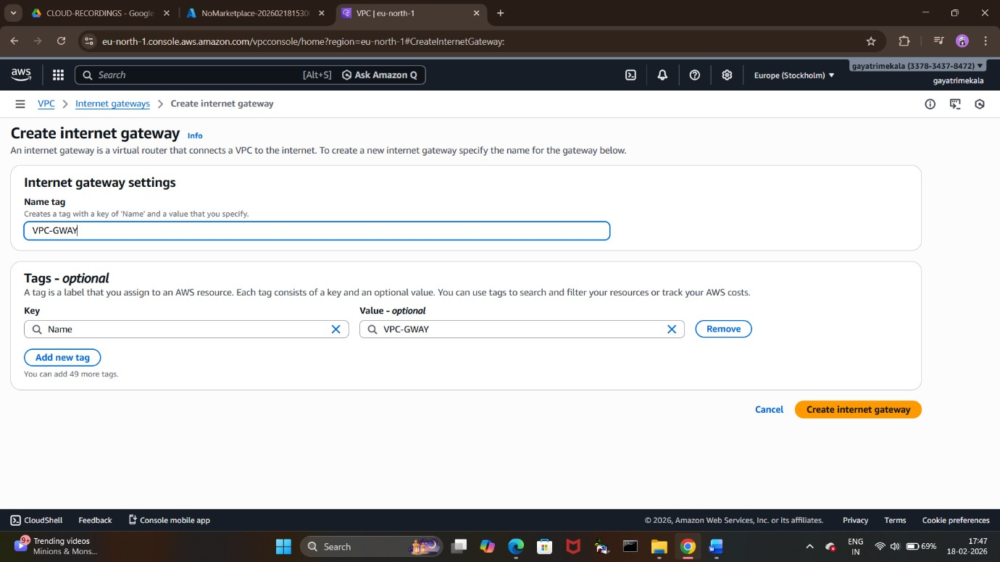 CLOUD-RECORDINGS - Google
NoMarketplace-202602181530
VPC | eu-north-1
eu-north-1.console.aws.amazon.com/vpcconsole/home?region=eu-north-1#CreateInternetGateway:
aws
Search
[Alt+S]
Ask Amazon Q
Europe (Stockholm)
gayatrimekala (3378-3437-8472)
gayatrimekala
VPC
Internet gateways
Create internet gateway
Create internet gateway Info
An internet gateway is a virtual router that connects a VPC to the internet. To create a new internet gateway specify the name for the gateway below.
Internet gateway settings
Name tag
Creates a tag with a key of 'Name' and a value that you specify.
VPC-GWAY
Tags - optional
A tag is a label that you assign to an AWS resource. Each tag consists of a key and an optional value. You can use tags to search and filter your resources or track your AWS costs.
Key
Value - optional
Name
VPC-GWAY
Remove
Add new tag
You can add 49 more tags.
Cancel
Create internet gateway
CloudShell
Feedback
Console mobile app
© 2026, Amazon Web Services, Inc. or its affiliates.
Privacy
Terms
Cookie preferences
9+
Trending videos
Minions & Mons...
Search
ENG
IN
69%
17:47
18-02-2026